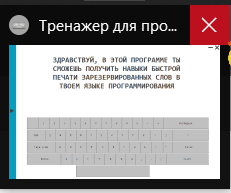 Тренажер для про...
ЗДРАВСТВУЙ, В ЭТОЙ ПРОГРАММЕ ТЫ
СМОЖЕШЬ ПОЛУЧИТЬ НАВЫКИ БЫСТРОЙ
ПЕЧАТИ ЗАРЕЗЕРВИРОВАННЫХ СЛОВ В
ТВОЕМ ЯЗЫКЕ ПРОГРАММИРОВАНИЯ